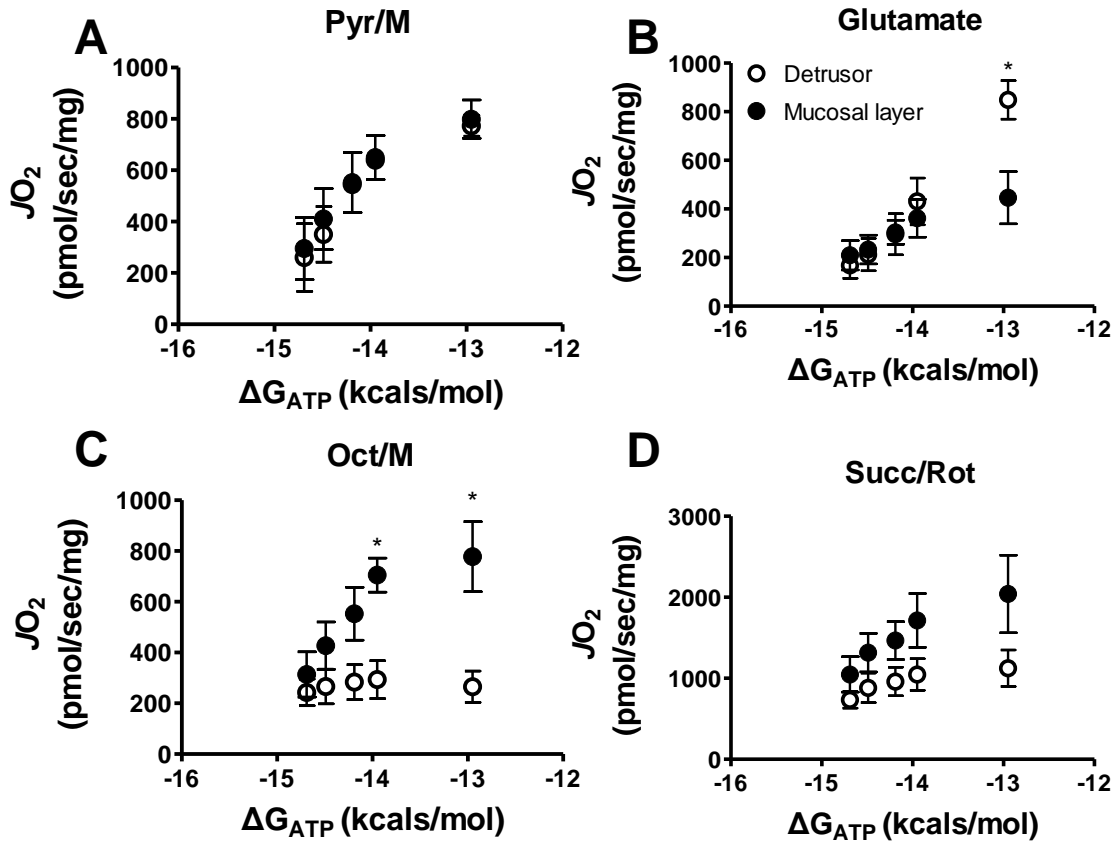 A
Pyr/M
JO2
(pmol/sec/mg)
1000
800
600
400
200
0
-16 -15 -14 -13 -12
ΔGATP (kcals/mol)
B
Glutamate
Detrusor
Mucosal layer
*
JO2
(pmol/sec/mg)
1000
800
600
400
200
0
-16 -15 -14 -13 -12
ΔGATP (kcals/mol)
C
Oct/M
* *
JO2
(pmol/sec/mg)
1000
800
600
400
200
0
-16 -15 -14 -13 -12
ΔGATP (kcals/mol)
D
Succ/Rot
JO2
(pmol/sec/mg)
3000
2000
1000
0
-16 -15 -14 -13 -12
ΔGATP (kcals/mol)